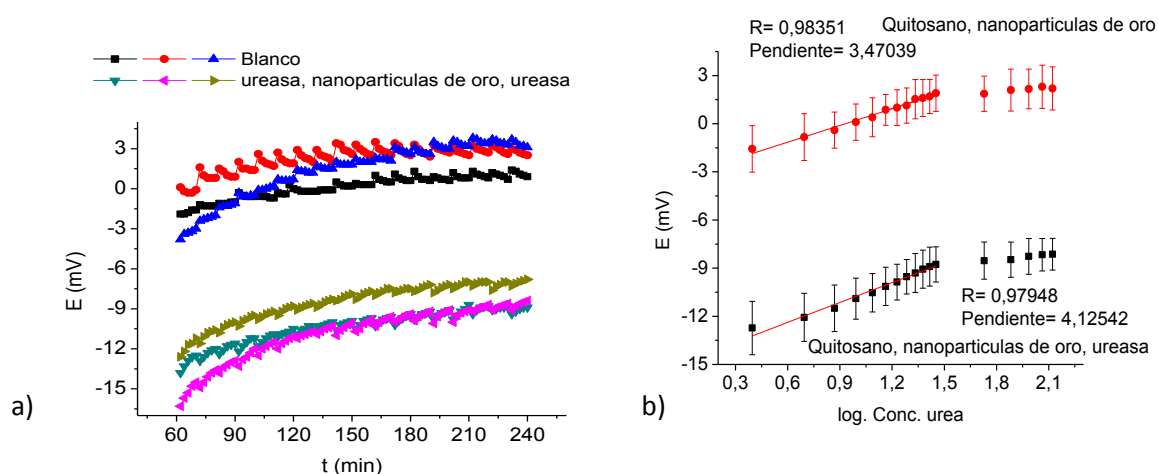 Blanco
ureasa, nanoparticulas de oro, ureasa
E (mV)
3
0
-3
-6
-9
-12
-15
60 90 120 150 180 210 240
t (min)
a)
R= 0,98351
Pendiente= 3,47039
Quitosano, nanoparticulas de oro
E (mV)
3
0
-3
-6
-9
-12
-15
R= 0,97948
Pendiente= 4,12542
Quitosano, nanoparticulas de oro, ureasa
0,3 0,6 0,9 1,2 1,5 1,8 2,1
log. Conc. urea
b)